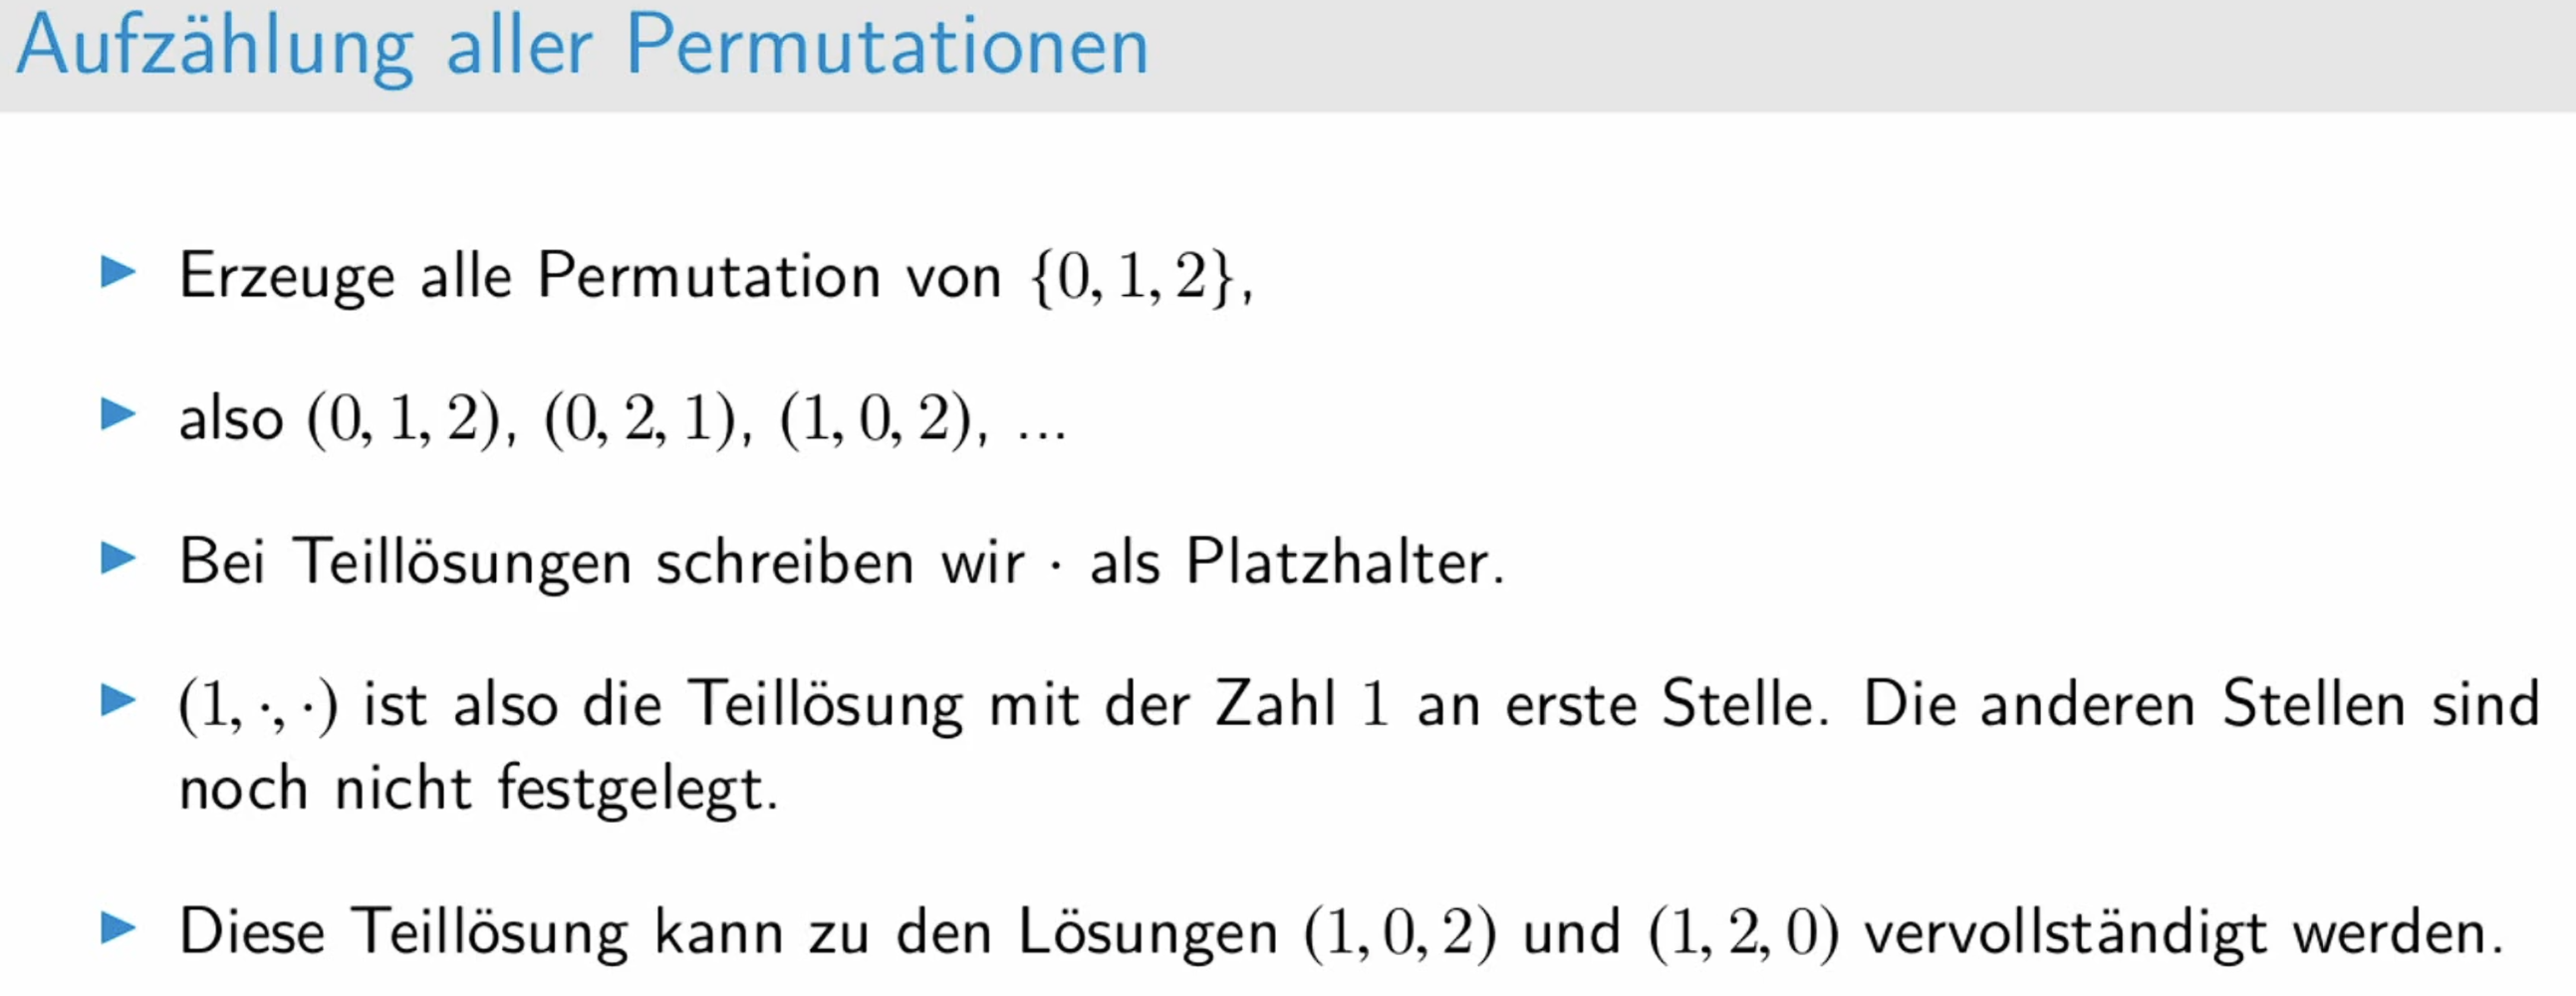 Aufzählung aller Permutationen
▶ Erzeuge alle Permutation von {0, 1, 2},
▶ also (0, 1, 2), (0, 2, 1), (1, 0, 2), ...
▶ Bei Teillösungen schreiben wir · als Platzhalter.
▶ (1, ·, ·) ist also die Teillösung mit der Zahl 1 an erste Stelle. Die anderen Stellen sind
noch nicht festgelegt.
▶ Diese Teillösung kann zu den Lösungen (1, 0, 2) und (1, 2, 0) vervollständigt werden.